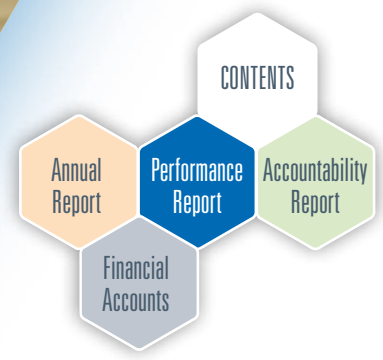 CONTENTS
Annual
Report
Performance
Report
Accountability
Report
Financial
Accounts